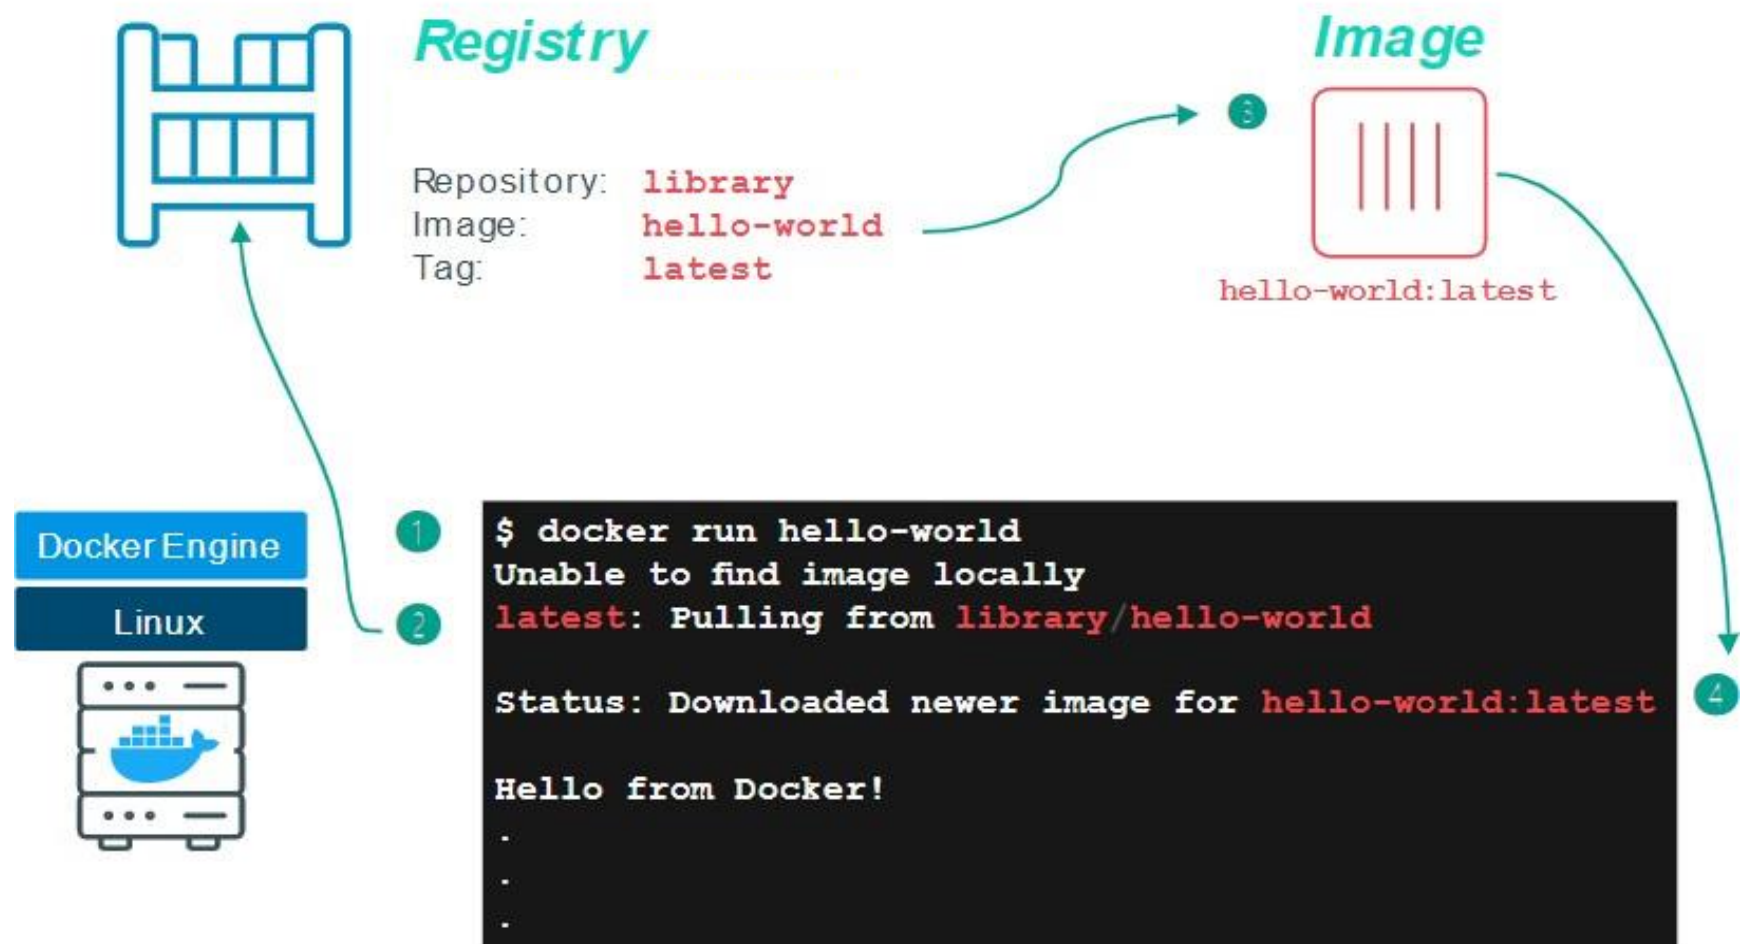 Registry
Image
3
Repository: library
Image: hello-world
Tag: latest
hello-world:latest
Docker Engine
Linux
1
2
$ docker run hello-world
Unable to find image locally
latest: Pulling from library/hello-world
Status: Downloaded newer image for hello-world:latest
4
Hello from Docker!
.
.
.